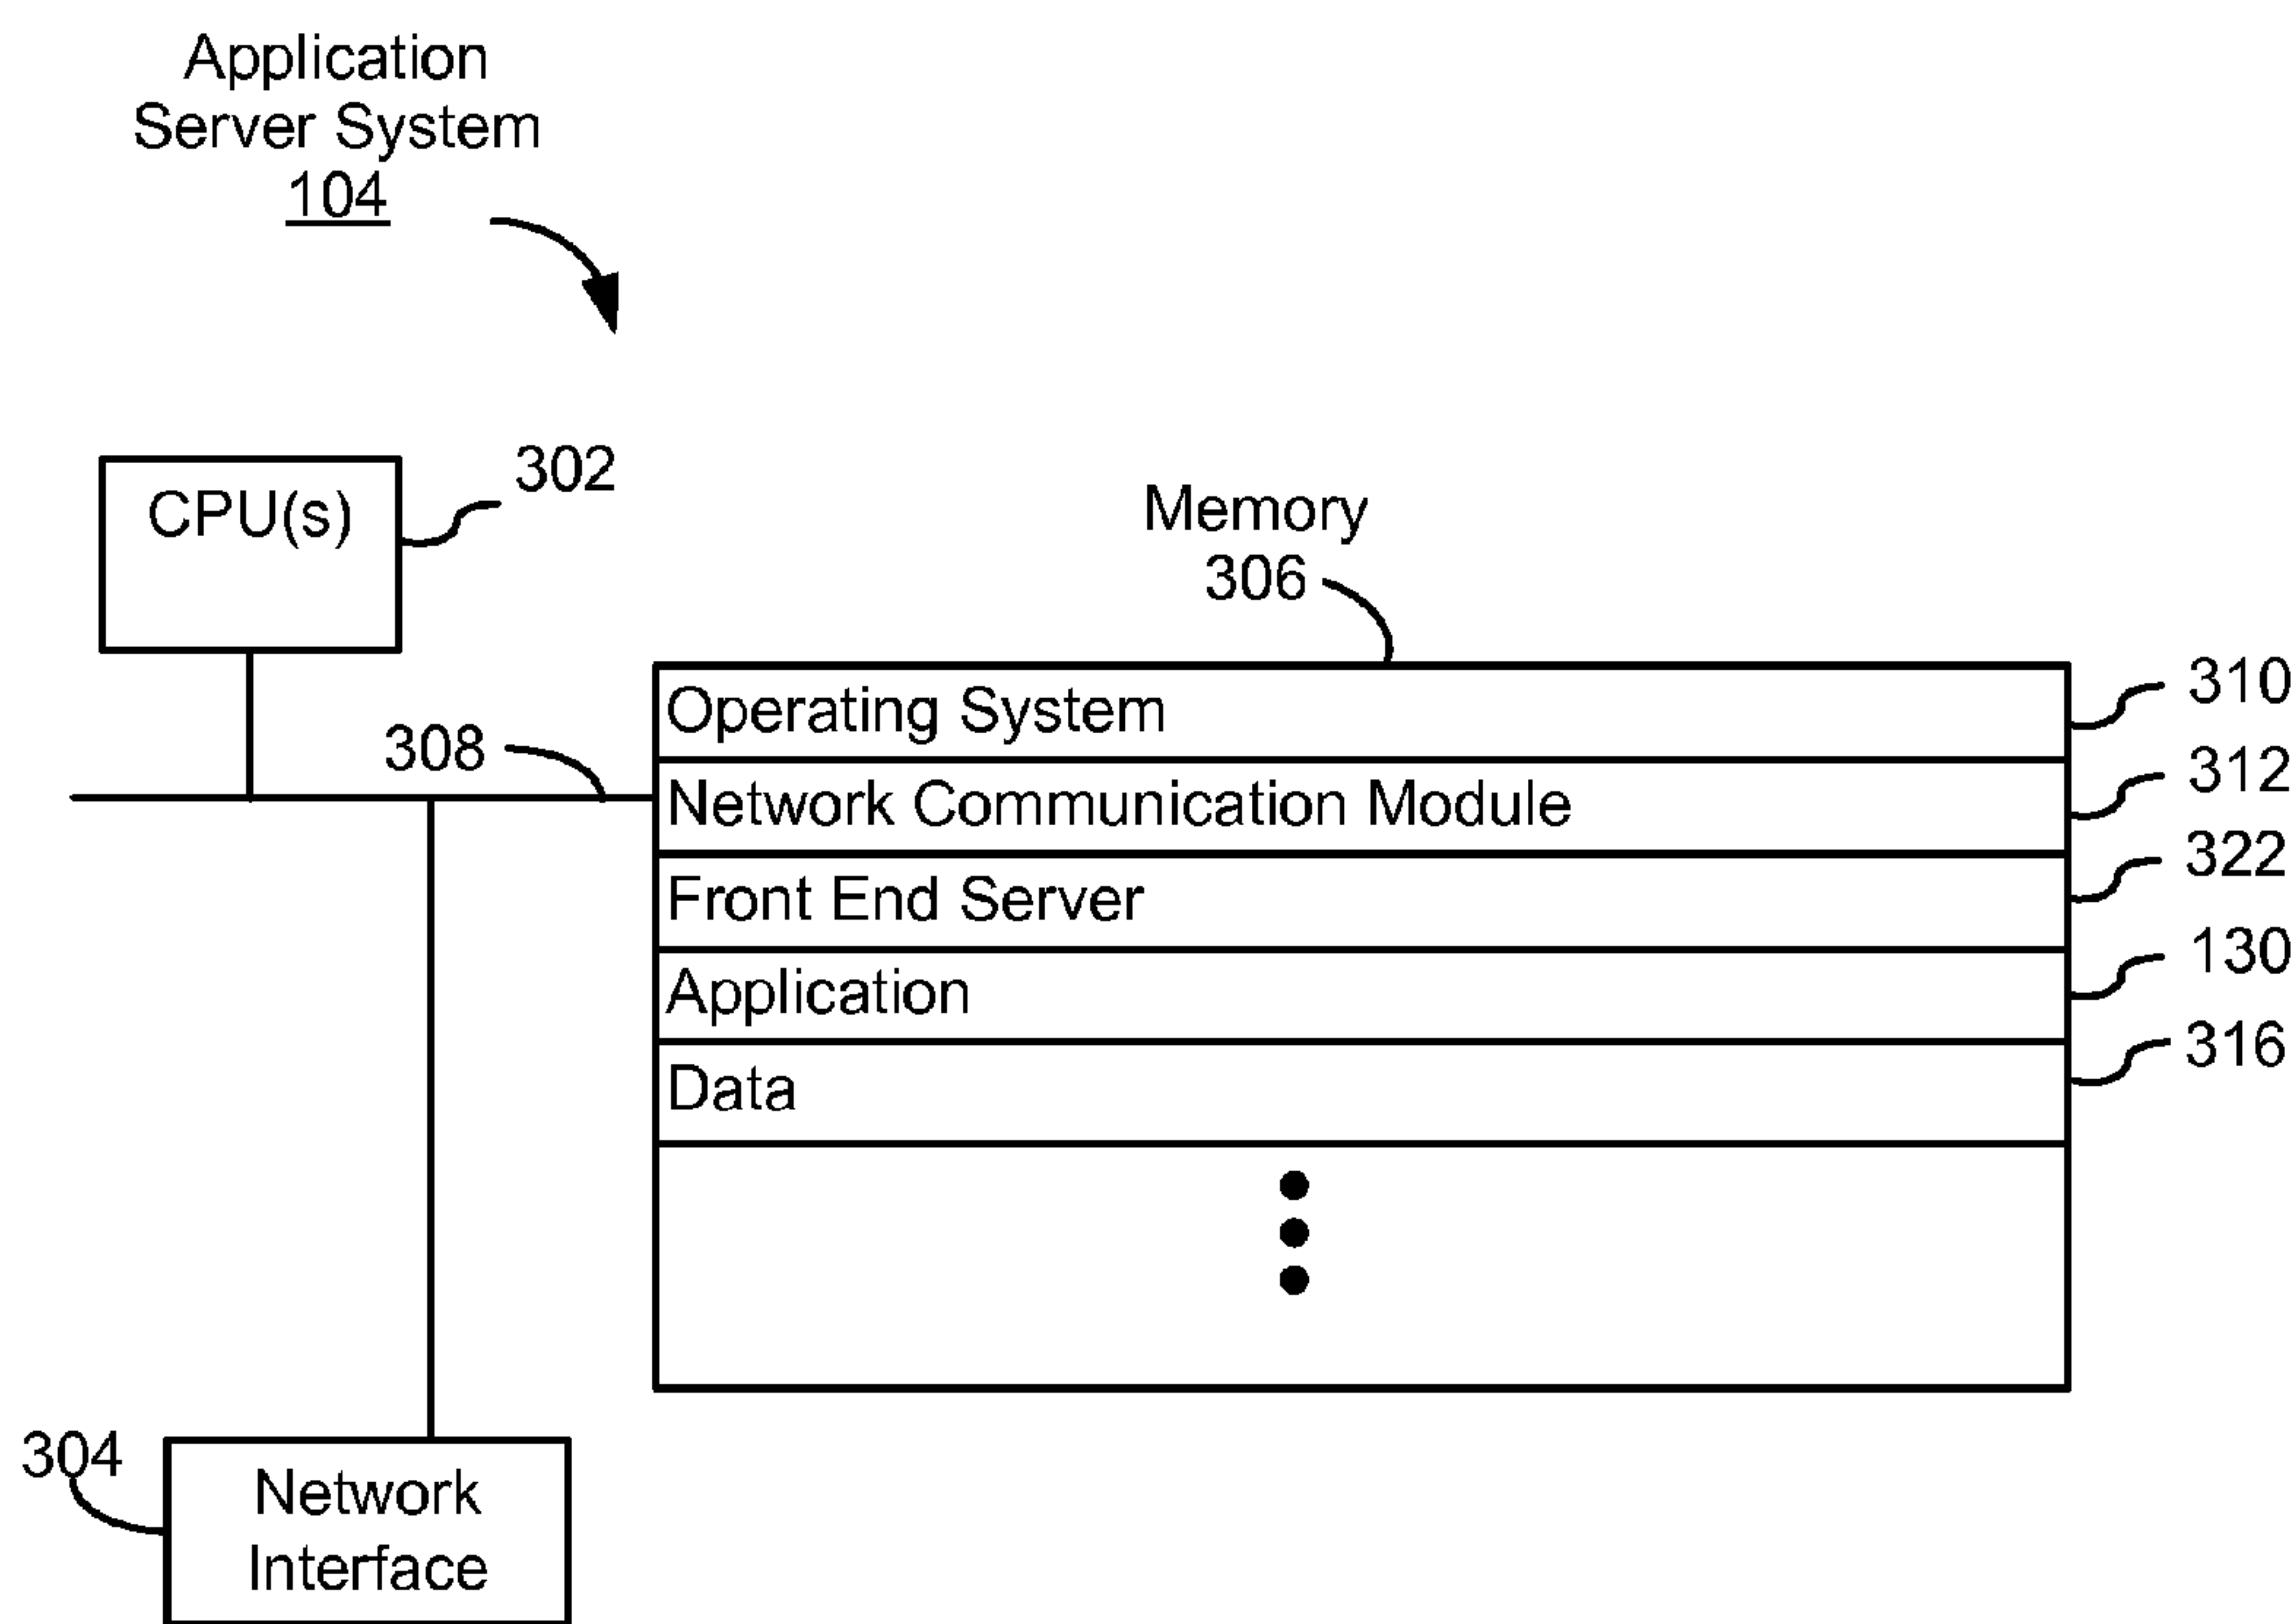 Application
Server System
104
CPU(s)
302
Memory
306
308
Operating System
310
Network Communication Module
312
Front End Server
322
Application
130
Data
316
304
Network
Interface